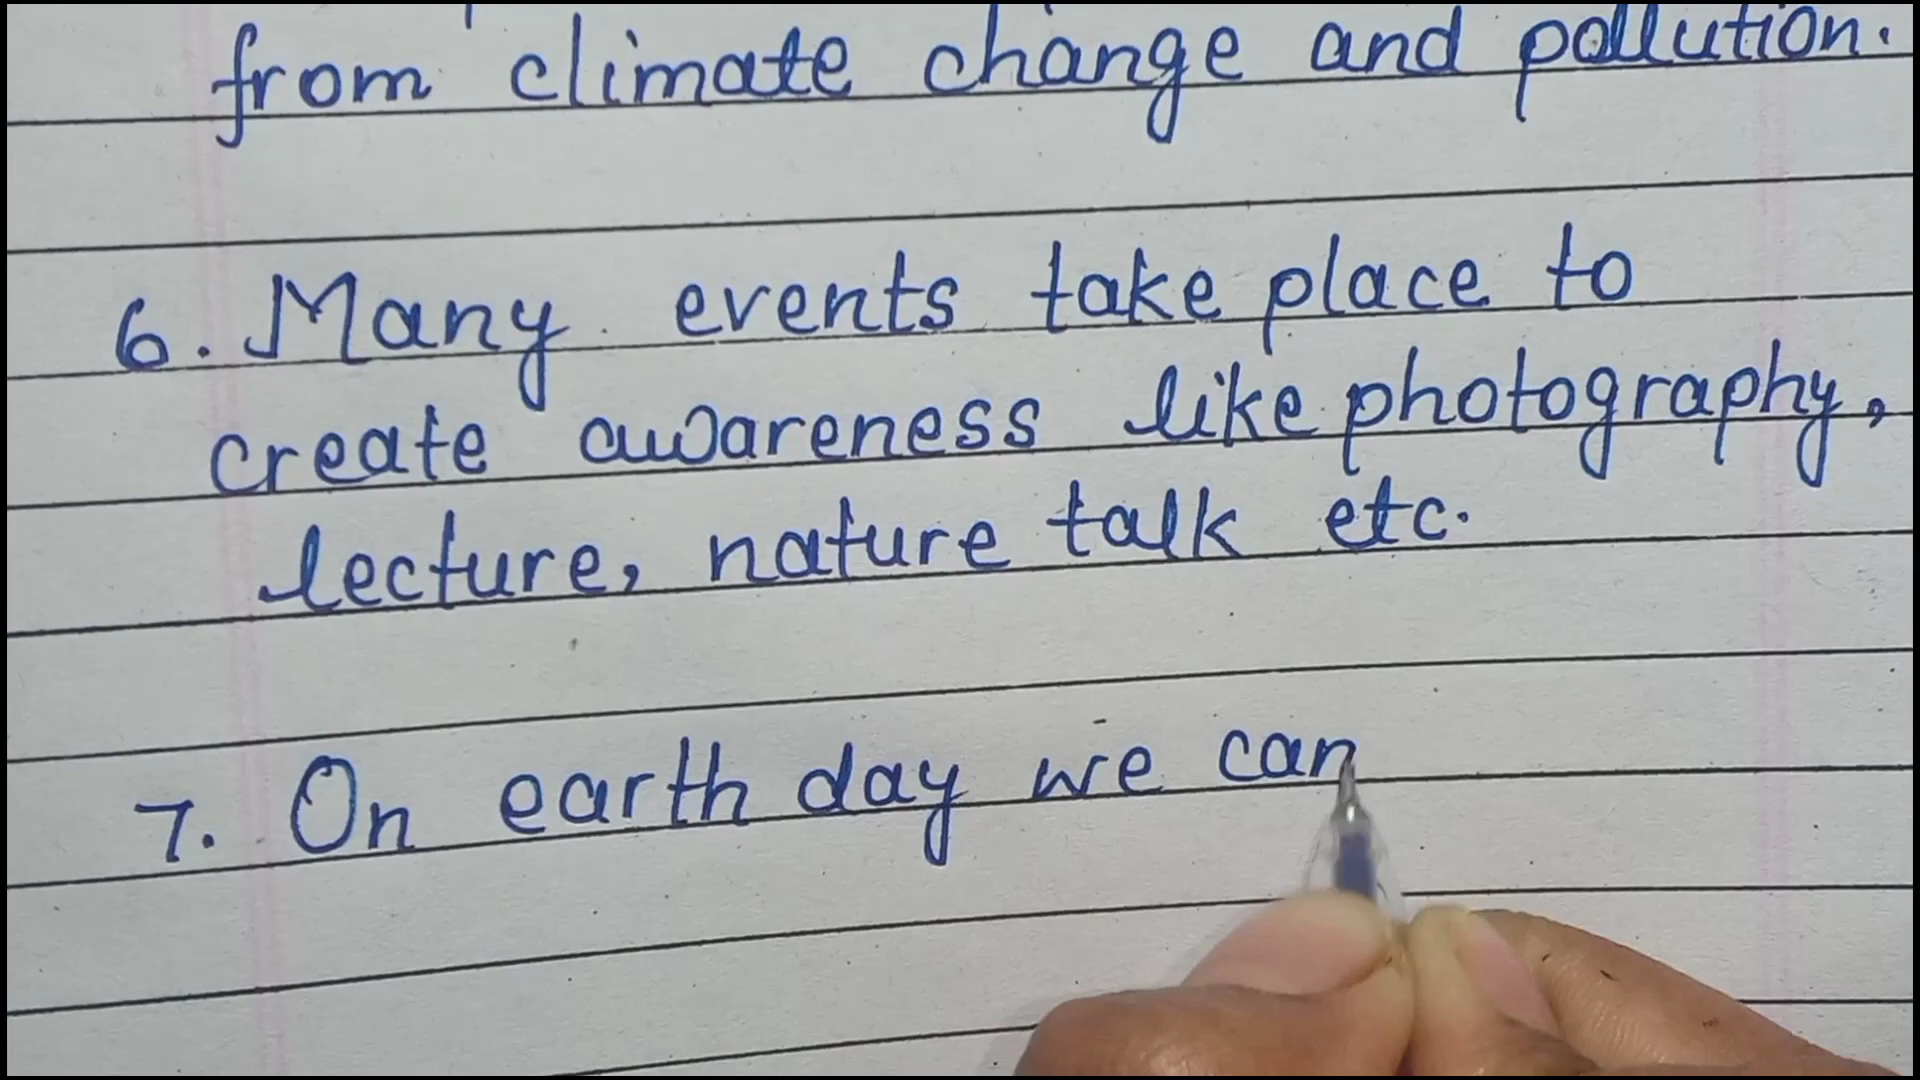 from climate change and pollution.
6. Many events take place to
create awareness like photography,
lecture, nature talk etc.
7. On earth day we can